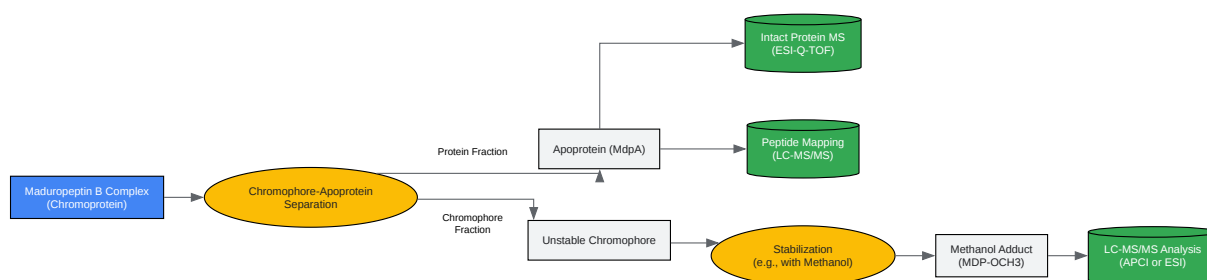 Intact Protein MS
(ESI-Q-TOF)
Protein Fraction
Apoprotein (MdpA)
Peptide Mapping
(LC-MS/MS)
Maduropeptin B Complex
(Chromoprotein)
Chromophore-Apoprotein
Separation
Chromophore
Fraction
Unstable Chromophore
Stabilization
(e.g., with Methanol)
Methanol Adduct
(MDP-OCH3)
LC-MS/MS Analysis
(APCI or ESI)